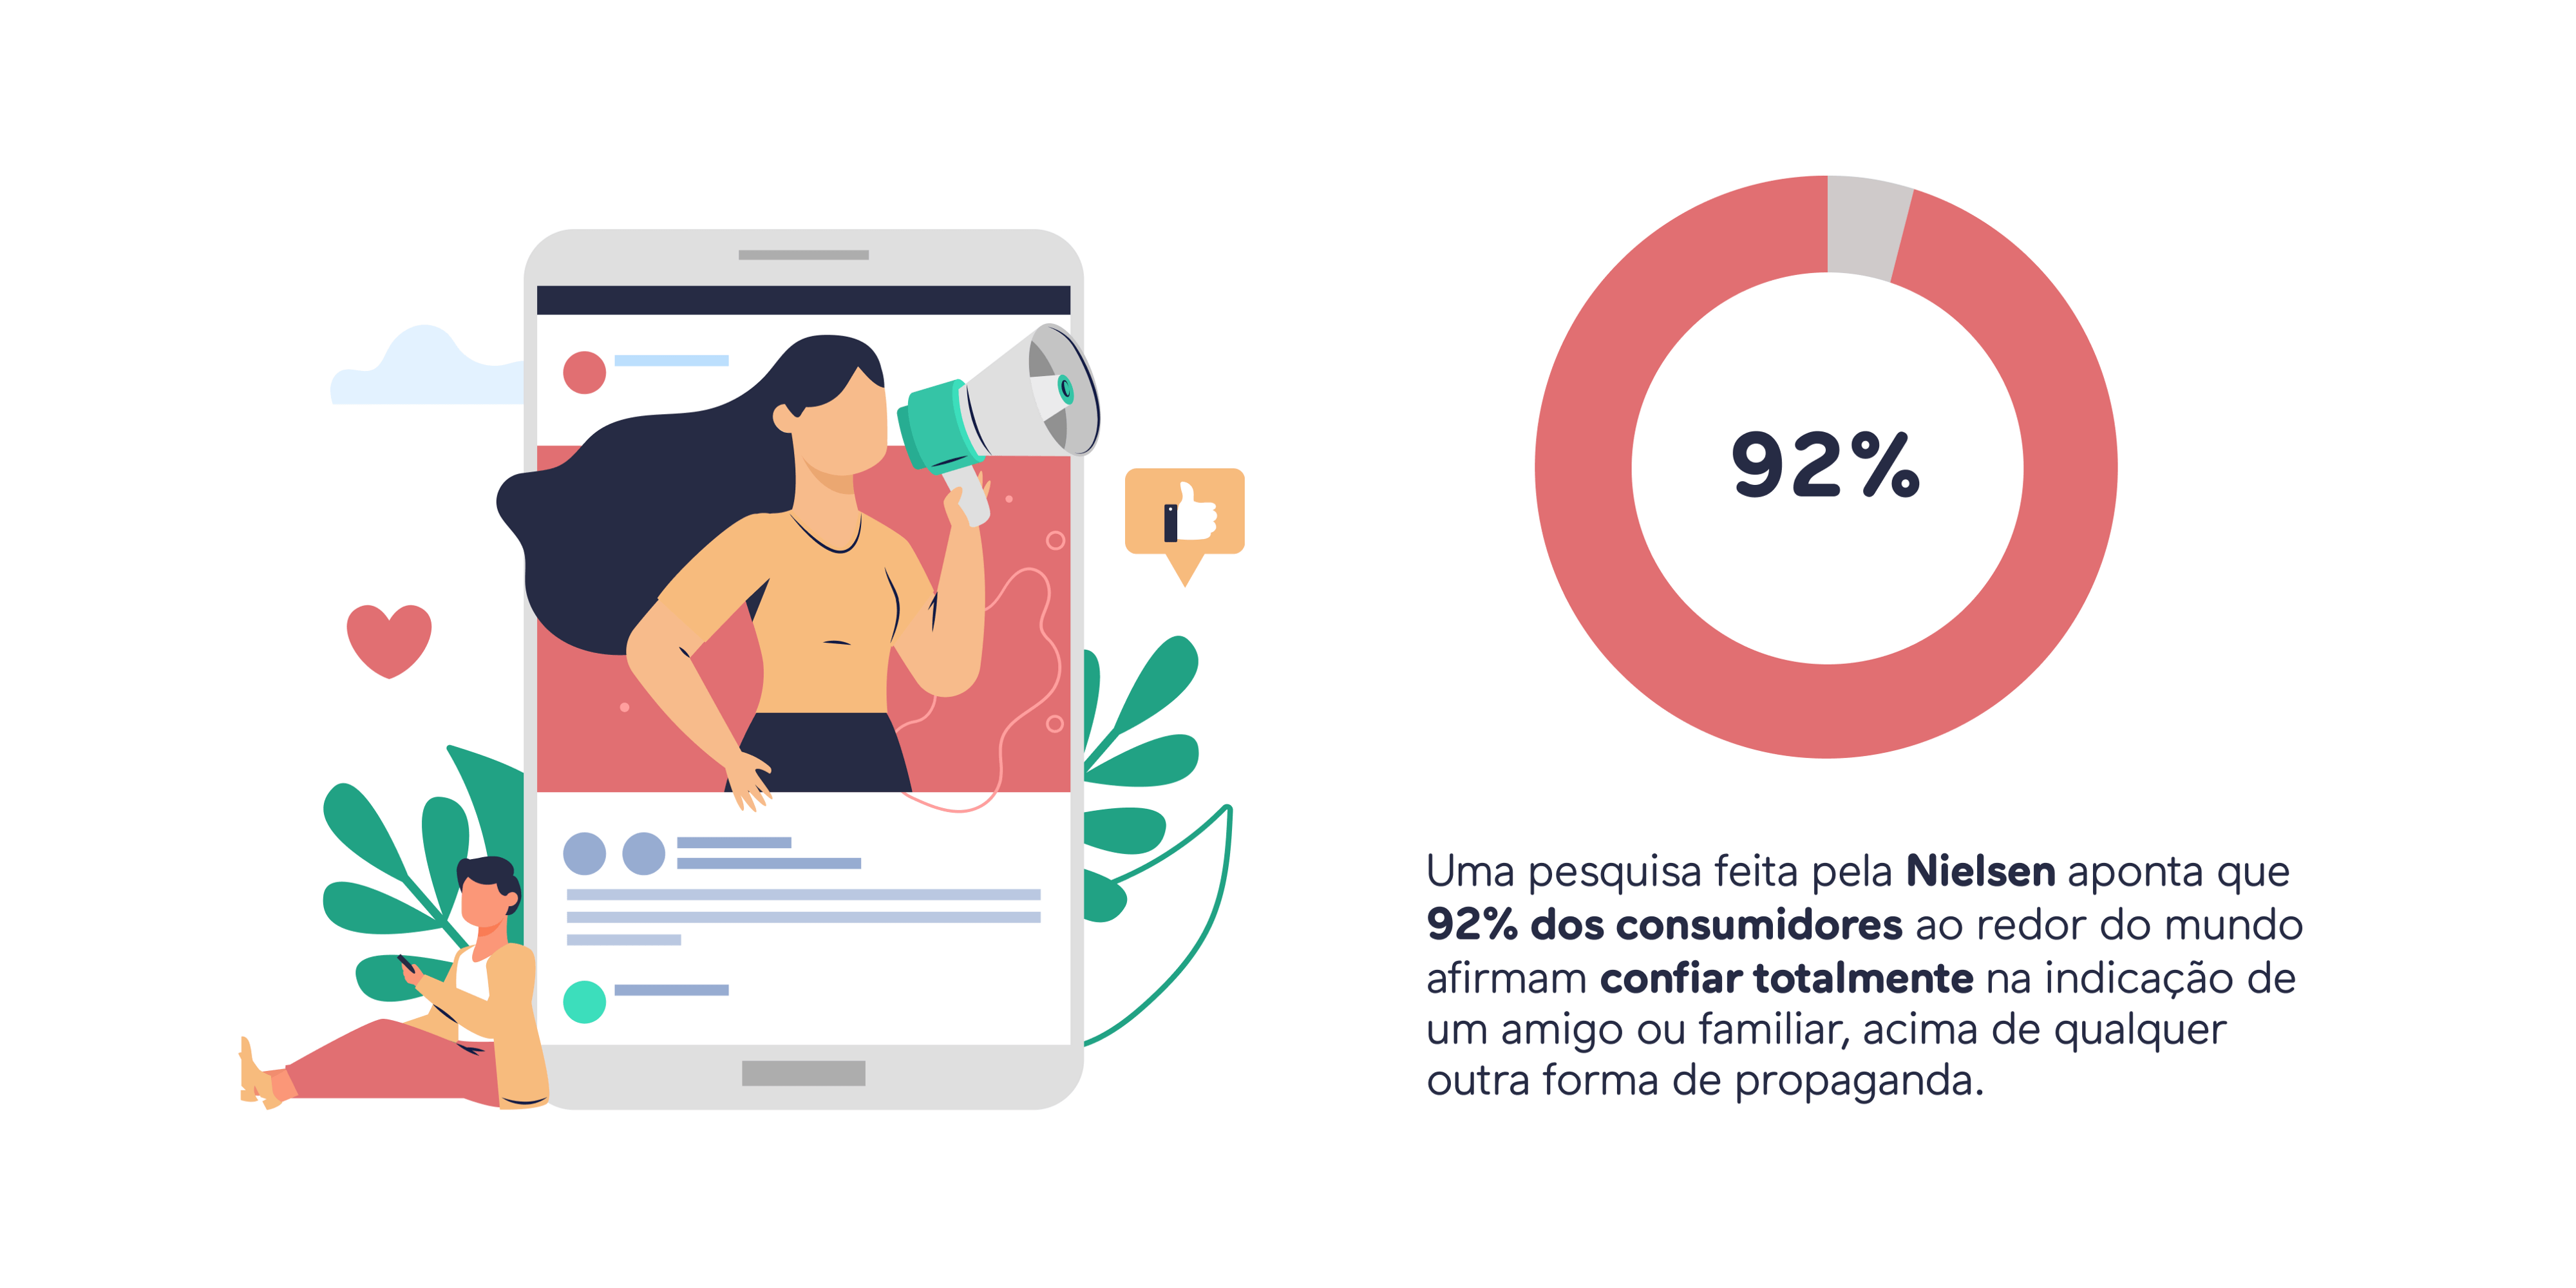 92%
Uma pesquisa feita pela Nielsen aponta que
92% dos consumidores ao redor do mundo
afirmam confiar totalmente na indicação de
um amigo ou familiar, acima de qualquer
outra forma de propaganda.